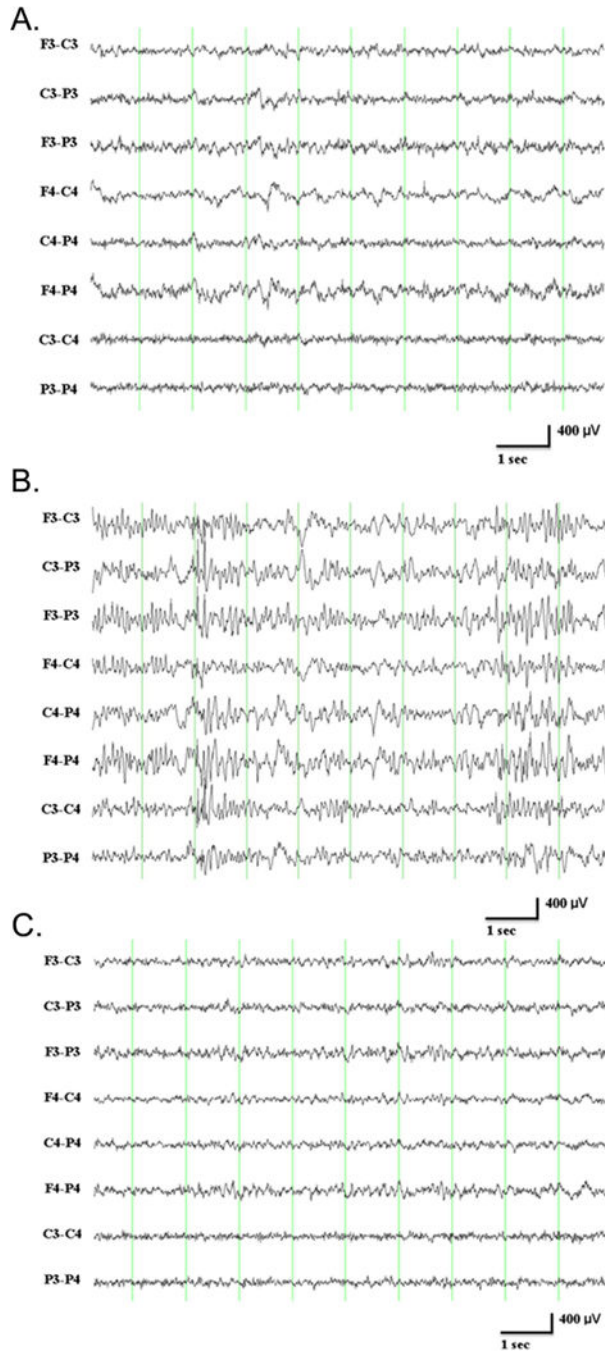 A.
F3-C3
C3-P3
F3-P3
F4-C4
C4-P4
F4-P4
C3-C4
P3-P4
400 µV
1 sec
B.
F3-C3
C3-P3
F3-P3
F4-C4
C4-P4
F4-P4
C3-C4
P3-P4
400 µV
1 sec
C.
F3-C3
C3-P3
F3-P3
F4-C4
C4-P4
F4-P4
C3-C4
P3-P4
400 µV
1 sec